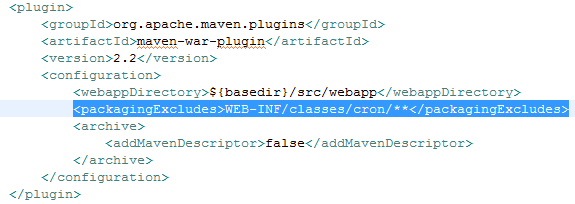 <plugin>
<groupId>org.apache.maven.plugins</groupId>
<artifactId>maven-war-plugin</artifactId>
<version>2.2</version>
<configuration>
<webappDirectory>${basedir}/src/webapp</webappDirectory>
<packagingExcludes>WEB-INF/classes/cron/**</packagingExcludes>
<archive>
<addMavenDescriptor>false</addMavenDescriptor>
</archive>
</configuration>
</plugin>